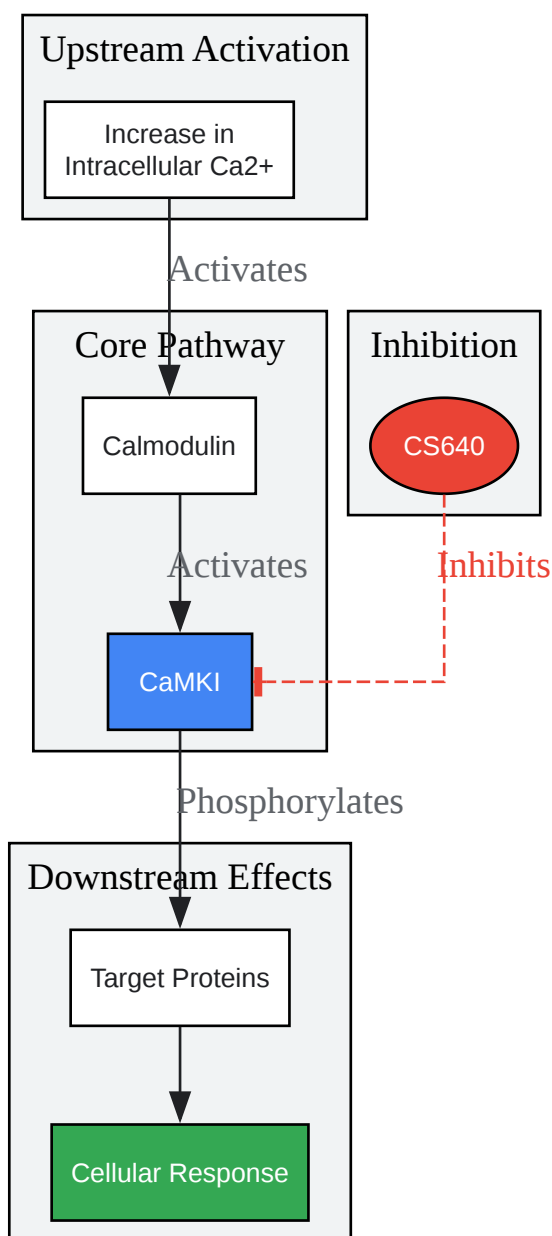 Upstream Activation
Increase in
Intracellular Ca2+
Activates
Core Pathway
Inhibition
Calmodulin
CS640
Activates
Inhibits
CaMKI
Phosphorylates
Downstream Effects
Target Proteins
Cellular Response